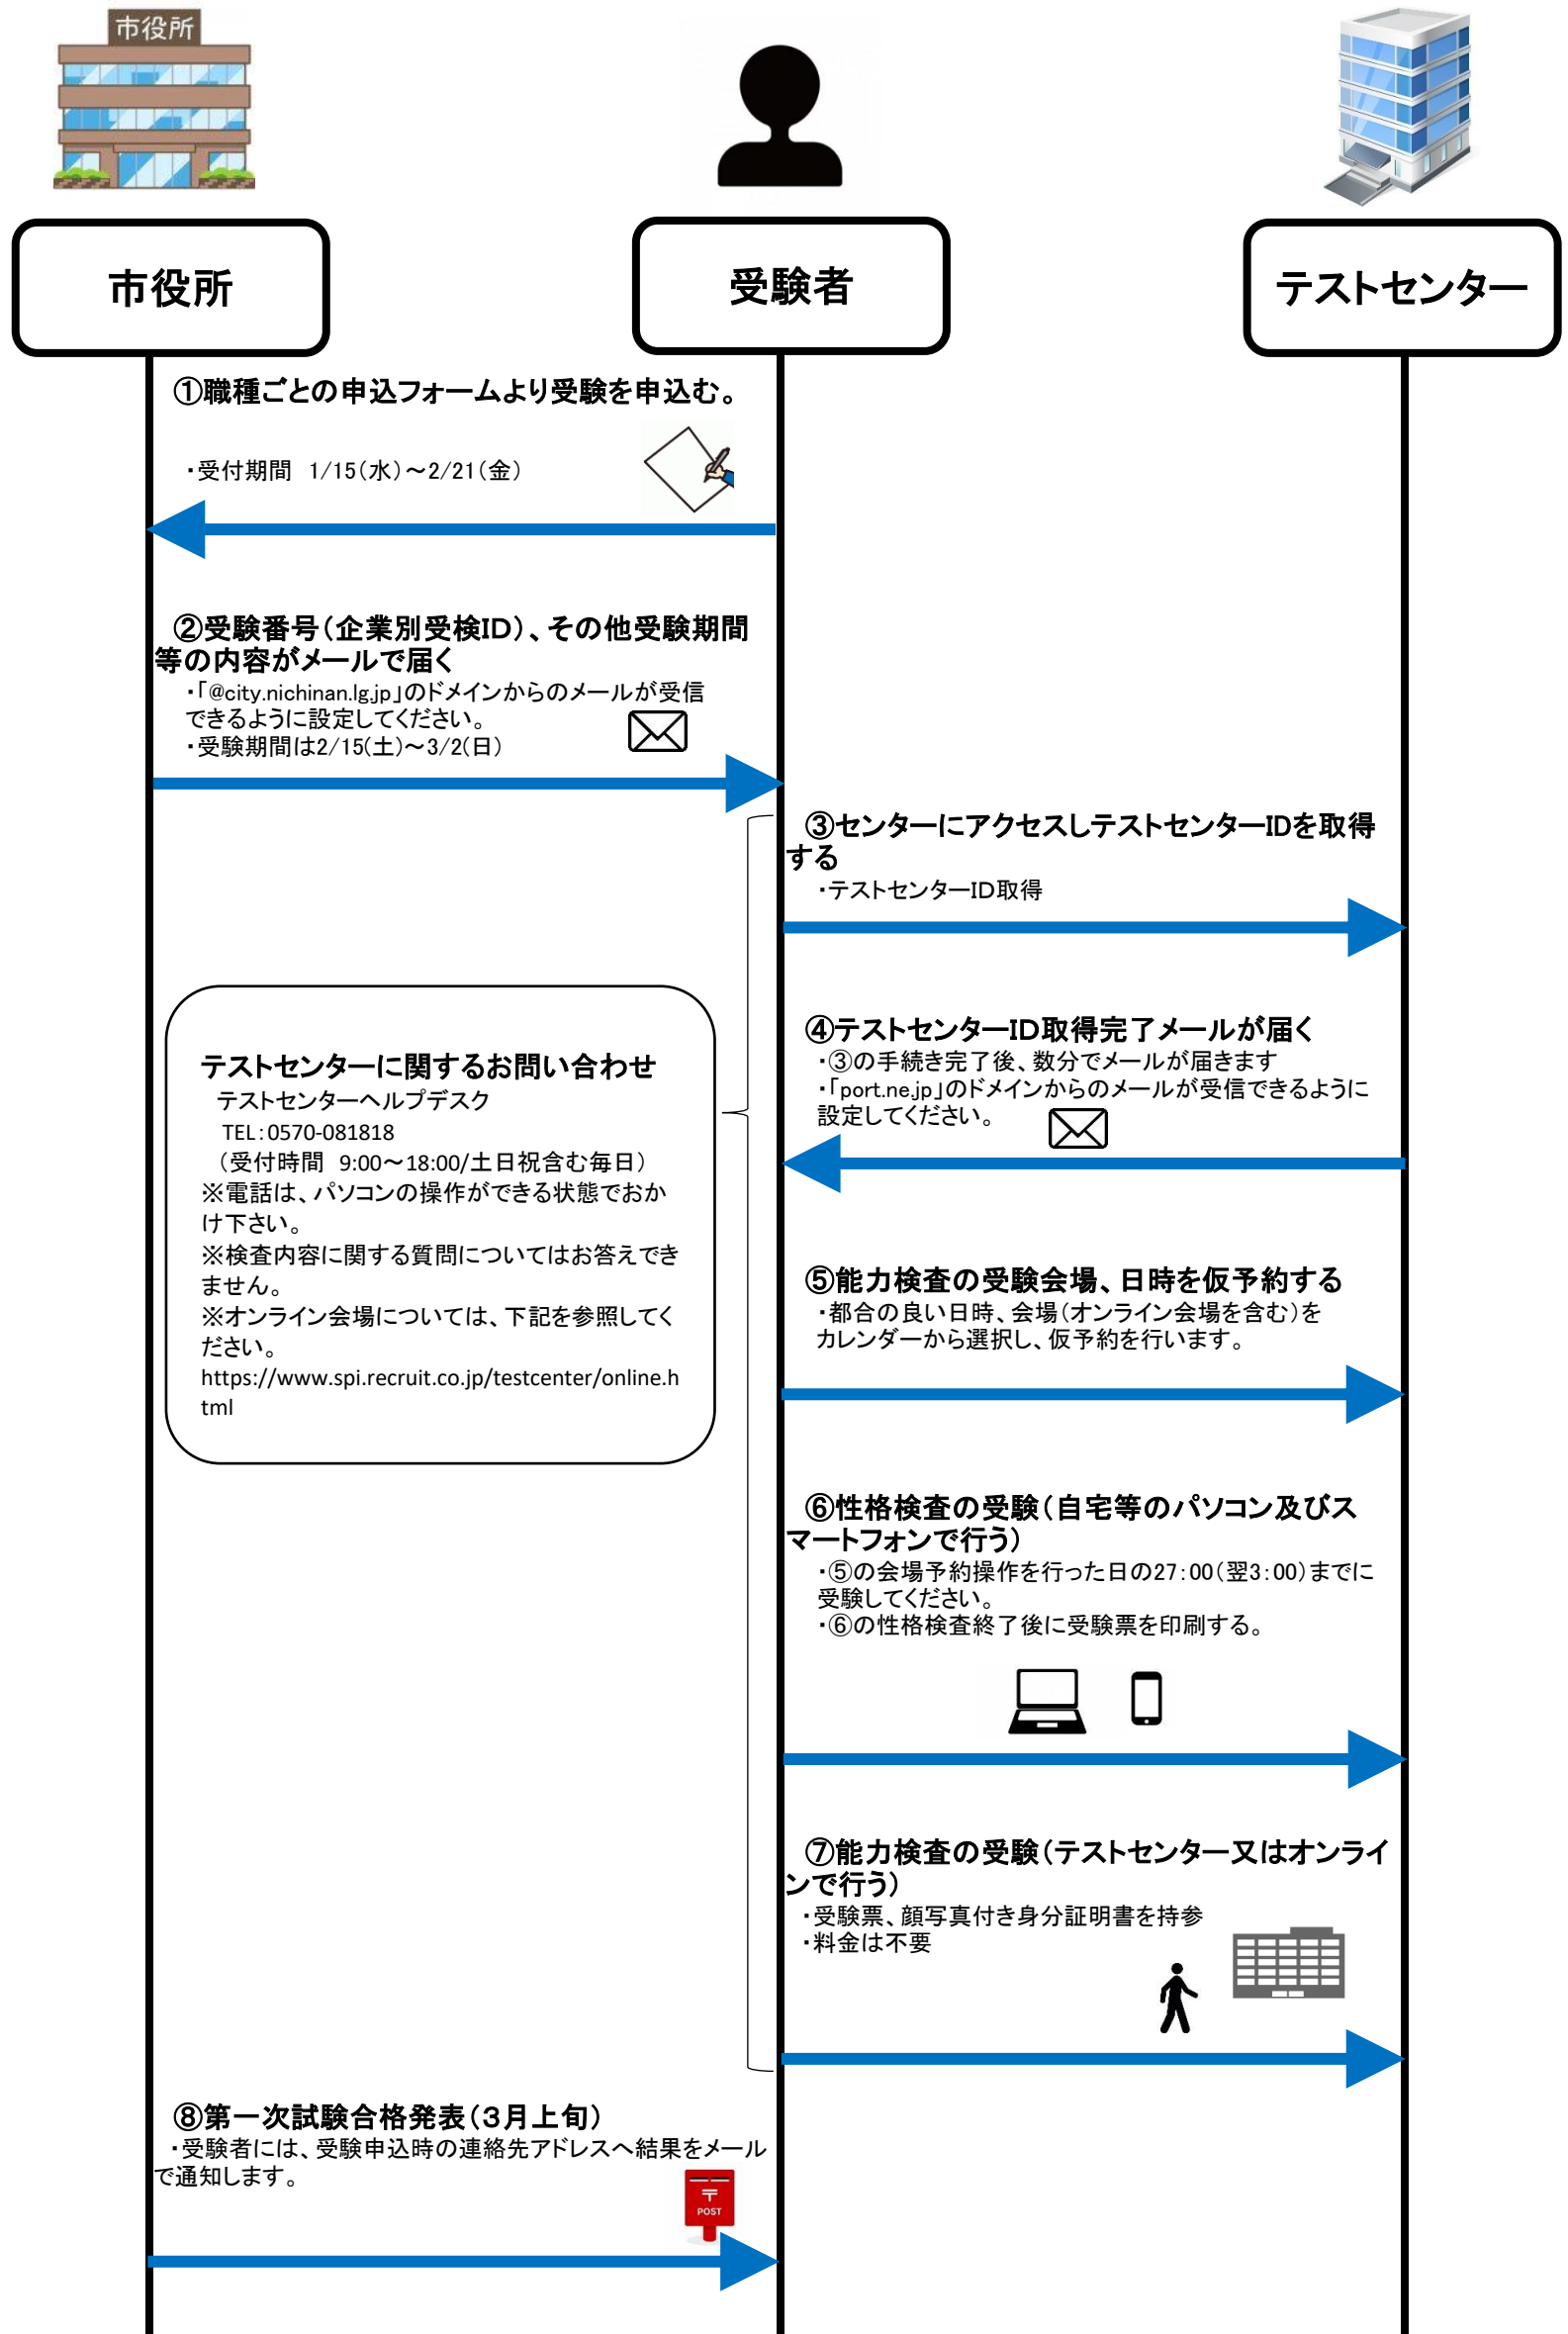 市役所
市役所
受験者
テストセンター
①職種ごとの申込フォームより受験を申込む。
・受付期間　1/15(水)～2/21(金)
②受験番号(企業別受検ID)、その他受験期間
等の内容がメールで届く
・「@city.nichinan.lg.jp」のドメインからのメールが受信
できるように設定してください。
・受験期間は2/15(土)～3/2(日)
③センターにアクセスしテストセンターIDを取得
する
・テストセンターID取得
テストセンターに関するお問い合わせ
テストセンターヘルプデスク
TEL：0570-081818
（受付時間　9:00～18:00/土日祝含む毎日）
※電話は、パソコンの操作ができる状態でおか
け下さい。
※検査内容に関する質問についてはお答えでき
ません。
※オンライン会場については、下記を参照してく
ださい。
https://www.spi.recruit.co.jp/testcenter/online.h
tml
④テストセンターID取得完了メールが届く
・③の手続き完了後、数分でメールが届きます
・「port.ne.jp」のドメインからのメールが受信できるように
設定してください。
⑤能力検査の受験会場、日時を仮予約する
・都合の良い日時、会場(オンライン会場を含む)を
カレンダーから選択し、仮予約を行います。
⑥性格検査の受験(自宅等のパソコン及びス
マートフォンで行う)
・⑤の会場予約操作を行った日の27:00(翌3:00)までに
受験してください。
・⑥の性格検査終了後に受験票を印刷する。
⑦能力検査の受験(テストセンター又はオンライ
ンで行う)
・受験票、顔写真付き身分証明書を持参
・料金は不要
⑧第一次試験合格発表(３月上旬)
・受験者には、受験申込時の連絡先アドレスへ結果をメール
で通知します。
〒
POST